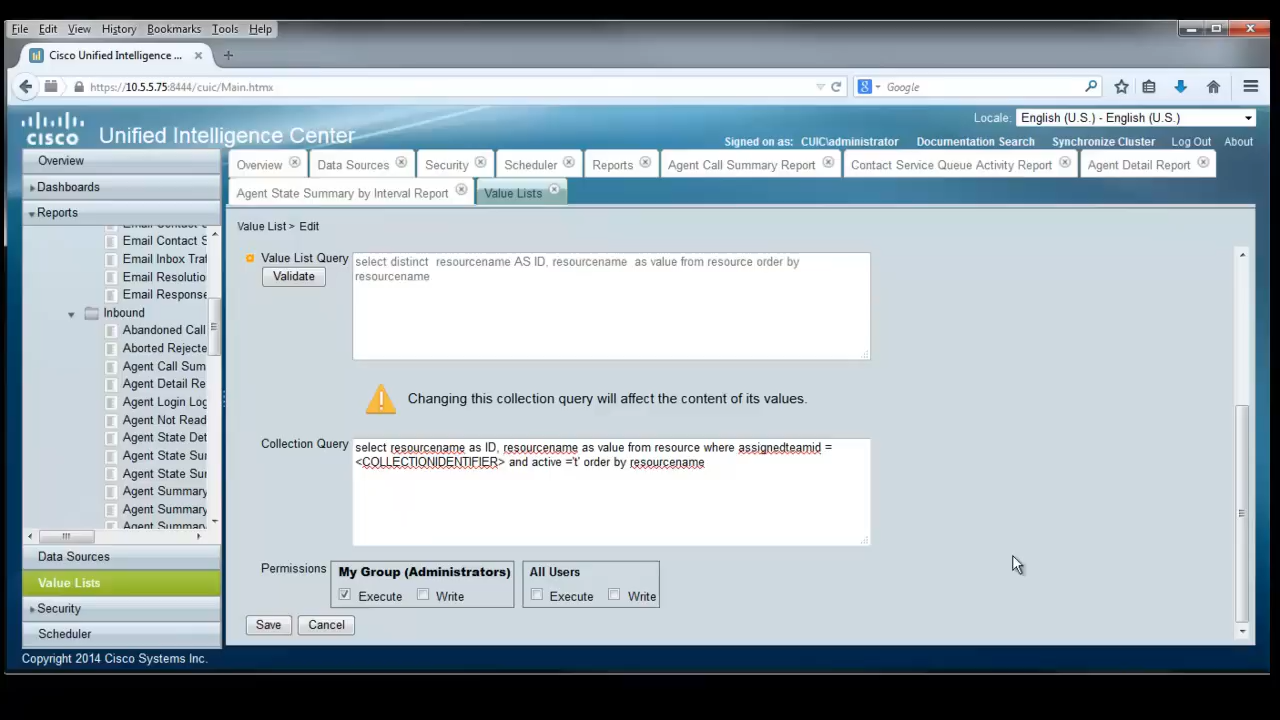 File Edit View History Bookmarks Tools Help
Cisco Unified Intelligence ...
https://10.5.5.75:8444/cuic/Main.htmx
Google
Locale: English (U.S.) - English (U.S.)
CISCO Unified Intelligence Center
Signed on as: CUIC\administrator Documentation Search Synchronize Cluster Log Out About
Overview Data Sources Security Scheduler Reports Agent Call Summary Report Contact Service Queue Activity Report Agent Detail Report
Agent State Summary by Interval Report Value Lists
Overview
Dashboards
Reports
Email Contact S
Email Inbox Traf
Email Resolutio
Email Response
Inbound
Abandoned Call
Aborted Rejecte
Agent Call Sum
Agent Detail Re
Agent Login Log
Agent Not Read
Agent State Det
Agent State Sur
Agent State Sur
Agent Summary
Agent Summary
Agent Summary
Data Sources
Value Lists
Security
Scheduler
Value List > Edit
Value List Query
Validate
select distinct resourcename AS ID, resourcename as value from resource order by
resourcename
Changing this collection query will affect the content of its values.
Collection Query
select resourcename as ID, resourcename as value from resource where assignedteamid =
<COLLECTIONIDENTIFIER> and active ='t' order by resourcename
Permissions
My Group (Administrators) All Users
Execute Write Execute Write
Save Cancel
Copyright 2014 Cisco Systems Inc.